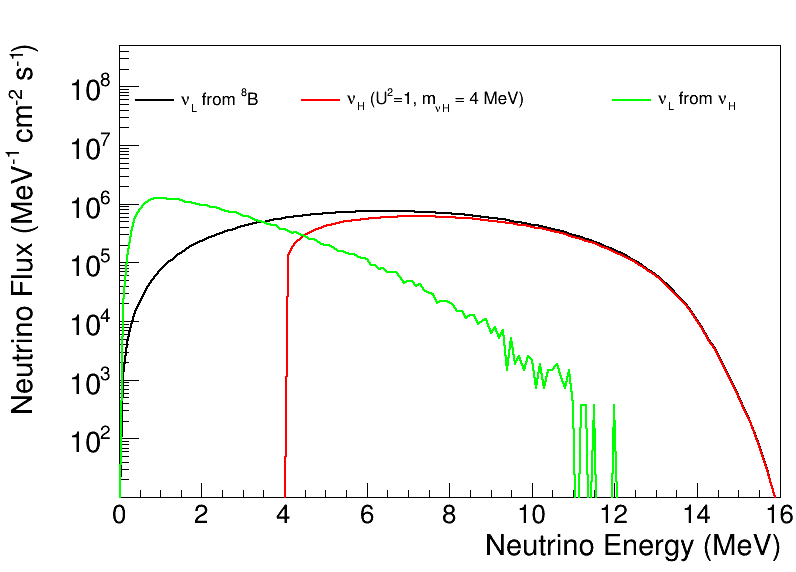 Neutrino Flux (MeV⁻¹ cm⁻² s⁻¹)
ν_L from ⁸B
ν_H (U²=1, m_νH = 4 MeV)
ν_L from ν_H
10⁸
10⁷
10⁶
10⁵
10⁴
10³
10²
0 2 4 6 8 10 12 14 16
Neutrino Energy (MeV)